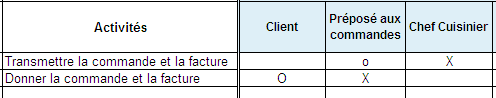 Activités Client Préposé aux commandes Chef Cuisinier
Transmettre la commande et la facture o X
Donner la commande et la facture O X